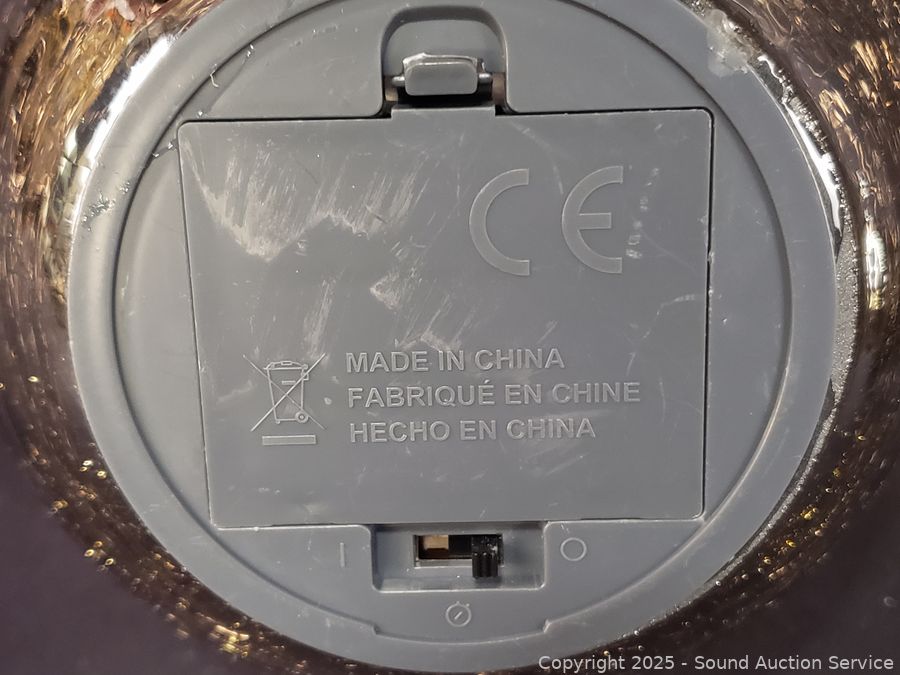 CE
MADE IN CHINA
FABRIQUÉ EN CHINE
HECHO EN CHINA
Copyright 2025 - Sound Auction Service